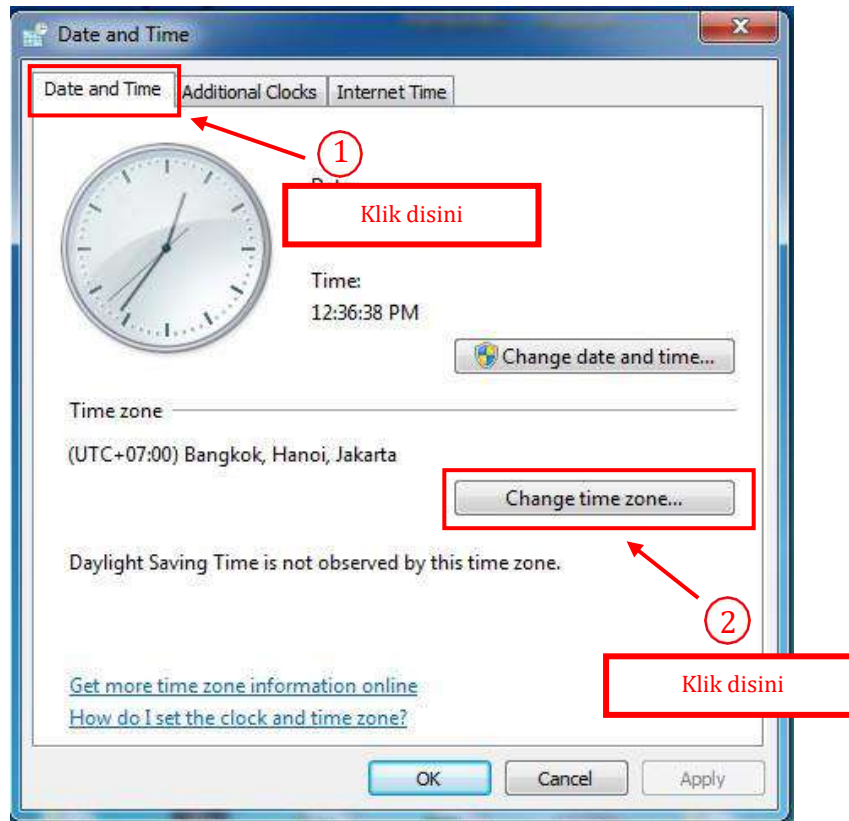 Date and Time
Date and Time Additional Clocks Internet Time
1
Klik disini
Time:
12:36:38 PM
Change date and time...
Time zone
(UTC+07:00) Bangkok, Hanoi, Jakarta
Change time zone...
Daylight Saving Time is not observed by this time zone.
2
Klik disini
Get more time zone information online
How do I set the clock and time zone?
OK Cancel Apply